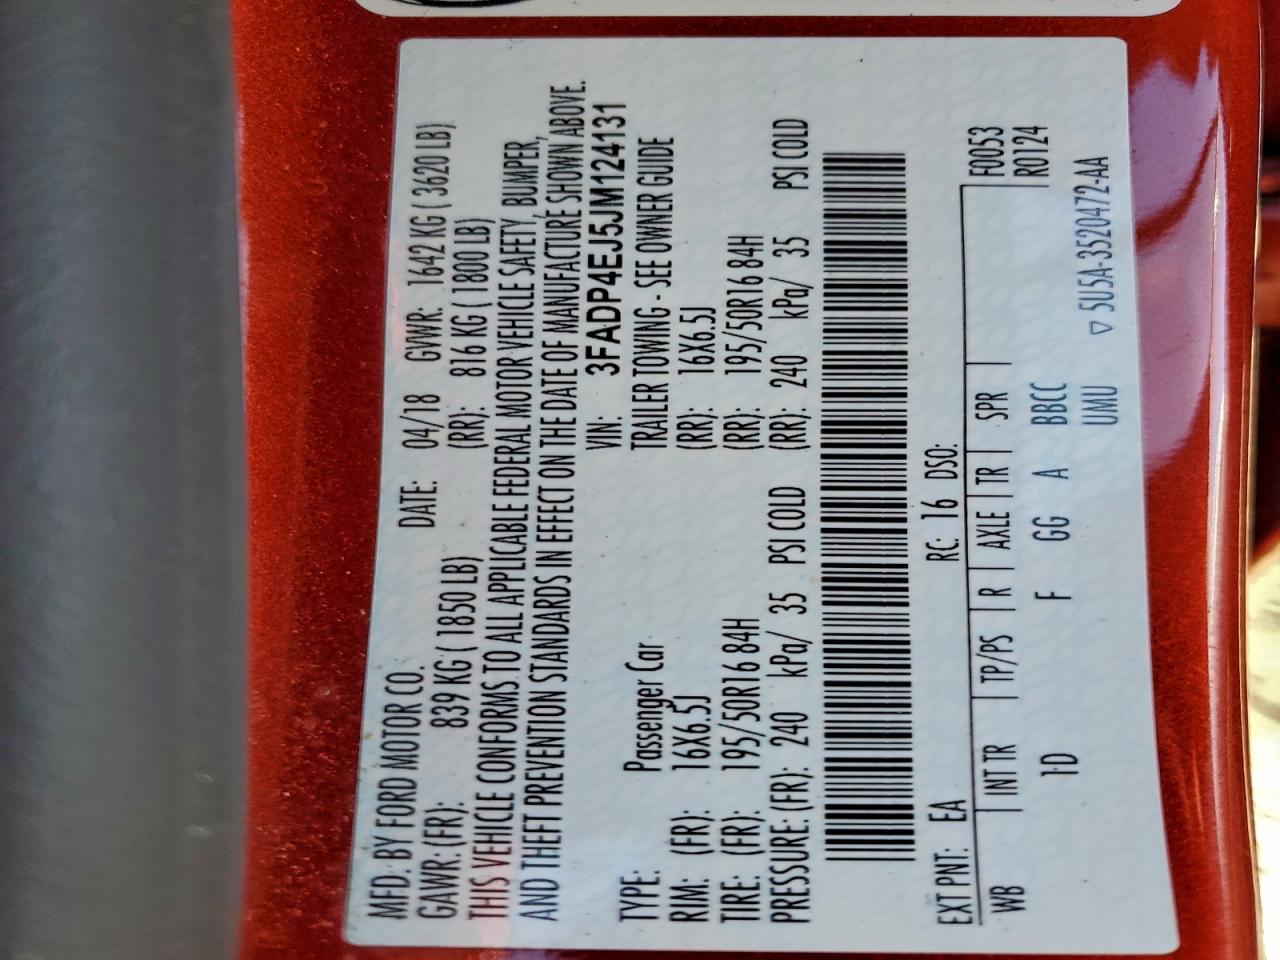 MFD. BY FORD MOTOR CO. DATE: 04/18 GVWR: 1642 KG ( 3620 LB)
GAWR: (FR): 839 KG ( 1850 LB) (RR): 816 KG ( 1800 LB)
THIS VEHICLE CONFORMS TO ALL APPLICABLE FEDERAL MOTOR VEHICLE SAFETY, BUMPER,
AND THEFT PREVENTION STANDARDS IN EFFECT ON THE DATE OF MANUFACTURE SHOWN ABOVE.
VIN: 3FADP4EJ5JM124131
TYPE: Passenger Car TRAILER TOWING - SEE OWNER GUIDE
RIM: (FR): 16X6.5J (RR): 16X6.5J
TIRE: (FR): 195/50R16 84H (RR): 195/50R16 84H
PRESSURE: (FR): 240 kPa/ 35 PSI COLD (RR): 240 kPa/ 35 PSI COLD
EXT PNT: EA RC: 16 DSO:
WB INT TR TP/PS R AXLE TR SPR F0053
1D F GG A BBCC R0124
UMU ▽ 5U5A-3520472-AA